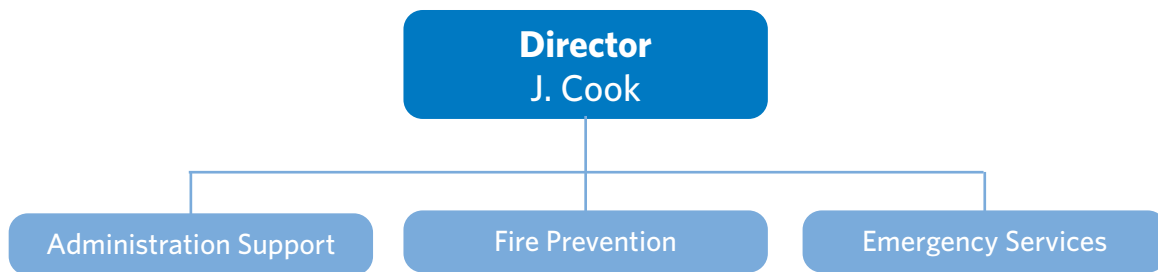 Director
J. Cook
Administration Support
Fire Prevention
Emergency Services